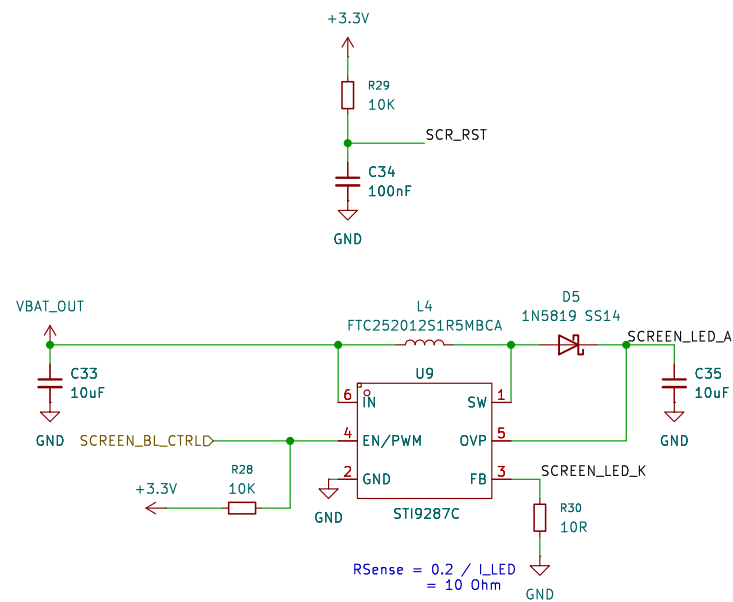 +3.3V
R29
10K
SCR_RST
C34
100nF
GND
VBAT_OUT
L4
FTC252012S1R5MBCA
D5
1N5819 SS14
SCREEN_LED_A
C33
10uF
GND
U9
6
IN
SW
1
C35
10uF
GND
SCREEN_BL_CTRL
4
EN/PWM
OVP
5
R28
10K
+3.3V
2
GND
FB
3
SCREEN_LED_K
GND
STI9287C
R30
10R
RSense = 0.2 / I_LED
= 10 Ohm
GND